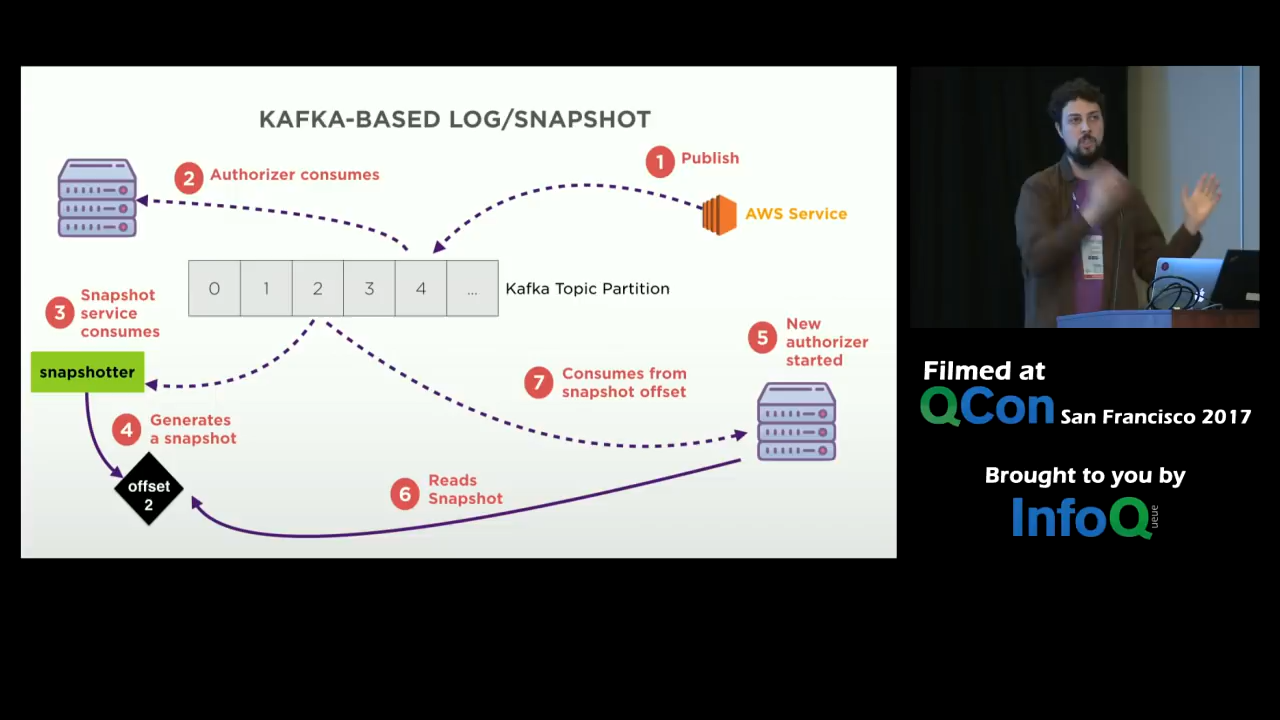 KAFKA-BASED LOG/SNAPSHOT
1
Publish
2
Authorizer consumes
AWS Service
0
1
2
3
4
...
Kafka Topic Partition
3
Snapshot
service
consumes
snapshotter
4
Generates
a snapshot
offset
2
5
New
authorizer
started
7
Consumes from
snapshot offset
6
Reads
Snapshot
Filmed at
QCon San Francisco 2017
Brought to you by
InfoQueue